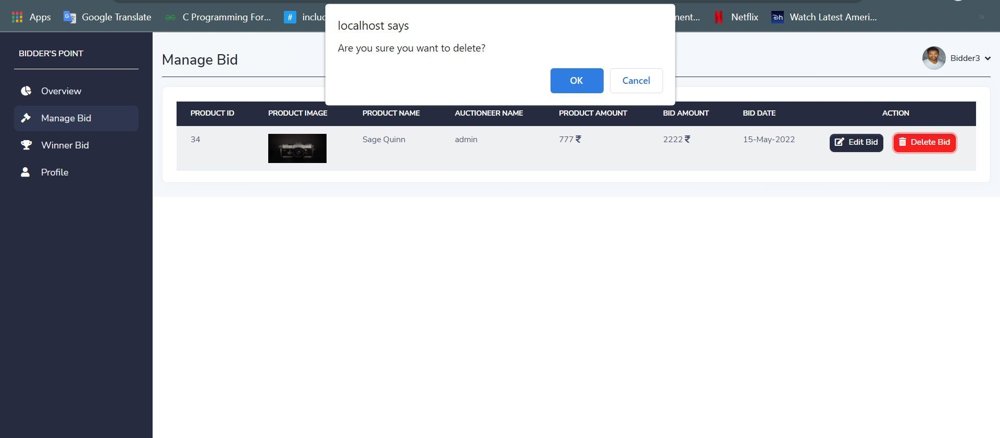 Apps Google Translate C Programming For... # includ ment... Netflix Watch Latest Ameri... »
localhost says
Are you sure you want to delete?
OK Cancel
BIDDER'S POINT
Overview
Manage Bid
Winner Bid
Profile
Manage Bid
Bidder3
PRODUCT ID PRODUCT IMAGE PRODUCT NAME AUCTIONEER NAME PRODUCT AMOUNT BID AMOUNT BID DATE ACTION
34 Sage Quinn admin 777 ₹ 2222 ₹ 15-May-2022 Edit Bid Delete Bid